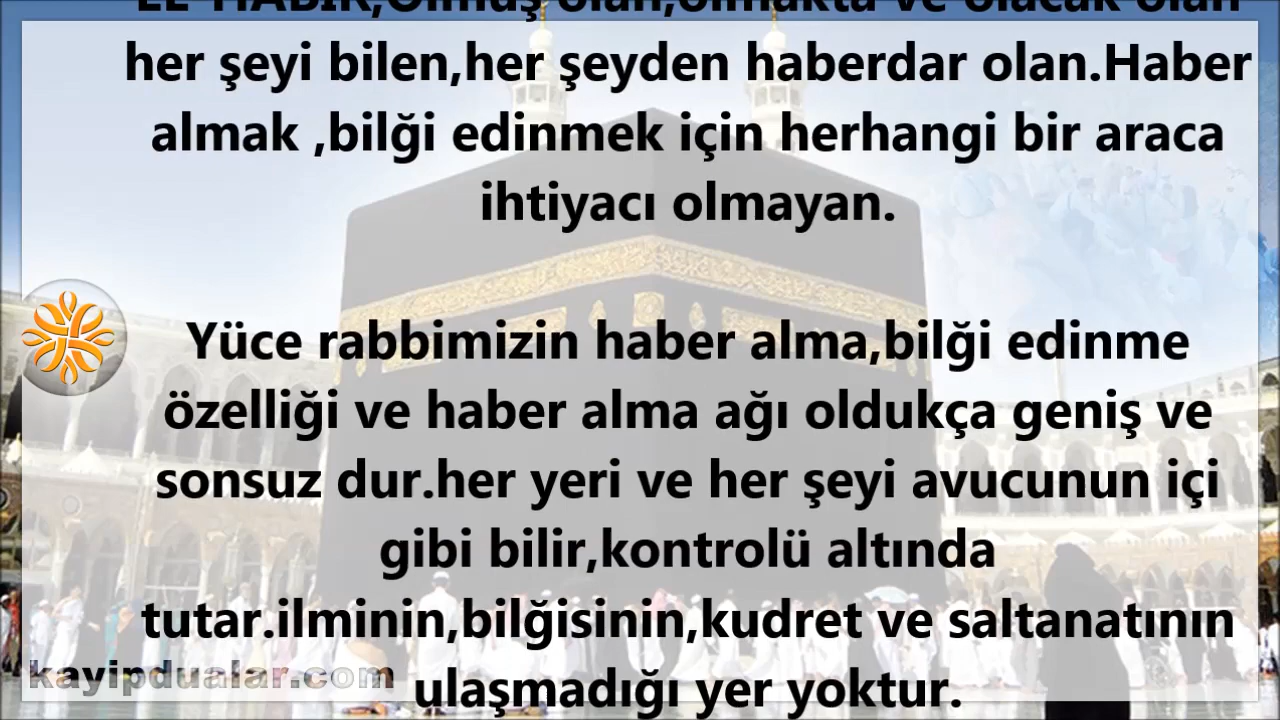 EL-HABİR,Olmuş olan,olmakta ve olacak olan
her şeyi bilen,her şeyden haberdar olan.Haber
almak ,bilği edinmek için herhangi bir araca
ihtiyacı olmayan.
Yüce rabbimizin haber alma,bilği edinme
özelliği ve haber alma ağı oldukça geniş ve
sonsuz dur.her yeri ve her şeyi avucunun içi
gibi bilir,kontrolü altında
tutar.ilminin,bilğisinin,kudret ve saltanatının
ulaşmadığı yer yoktur.
kayipdualar.com